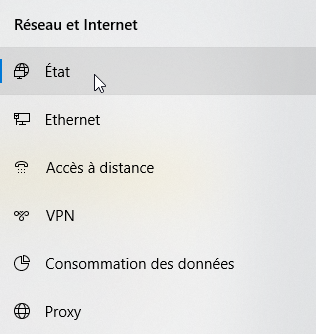 Réseau et Internet
État
Ethernet
Accès à distance
VPN
Consommation des données
Proxy